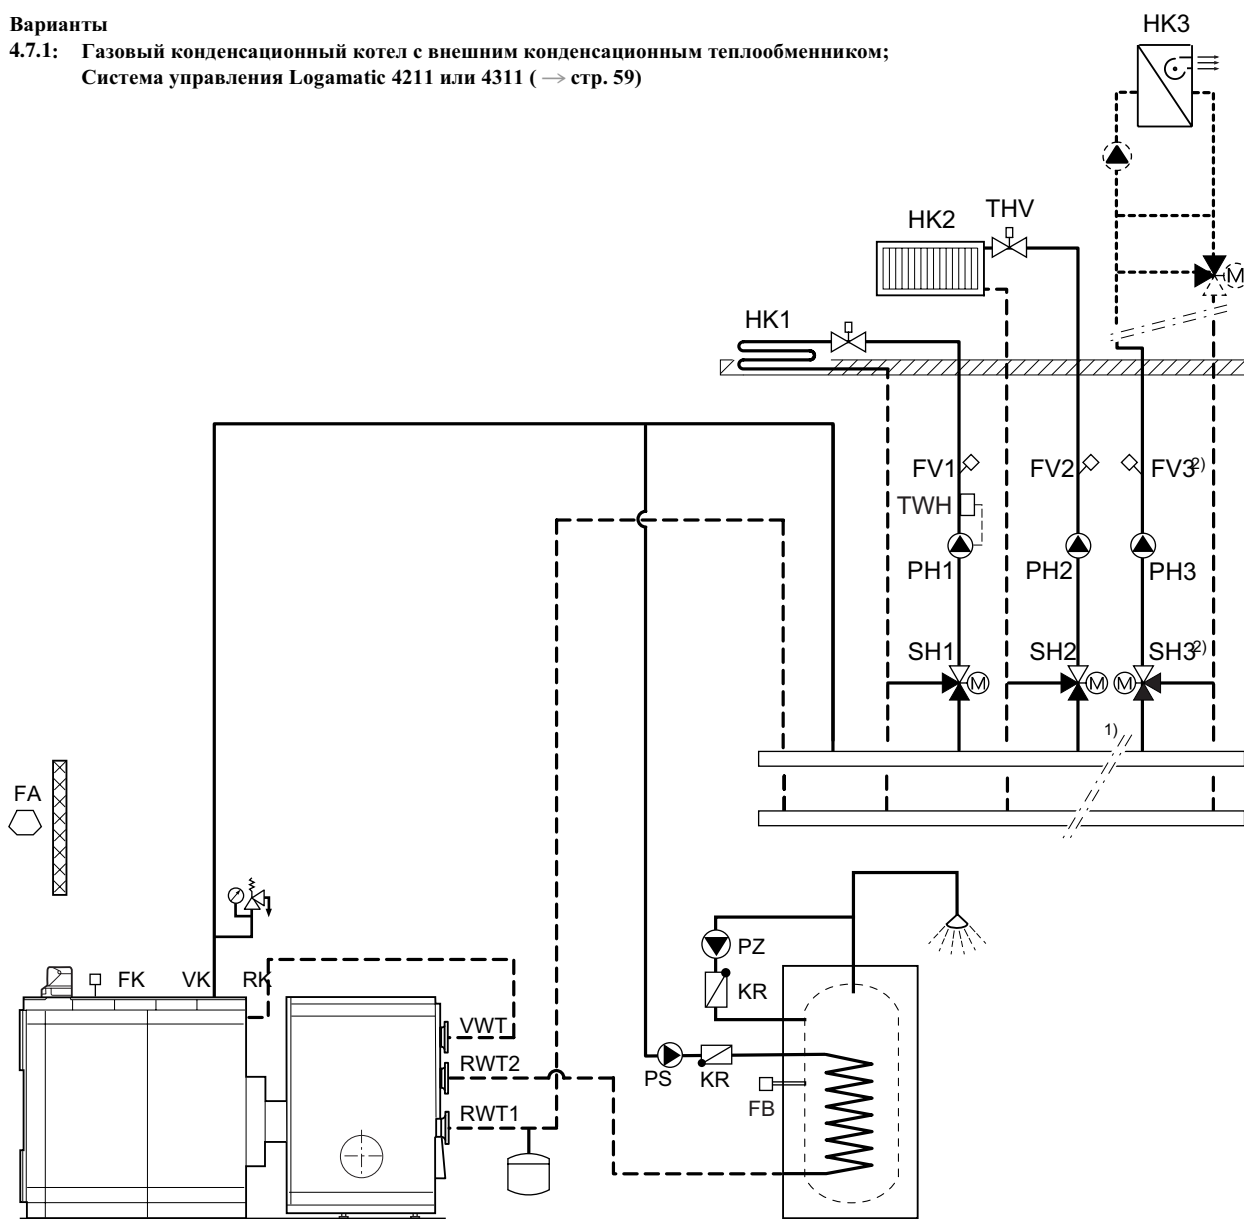 Варианты
4.7.1: Газовый конденсационный котел с внешним конденсационным теплообменником;
Система управления Logamatic 4211 или 4311 ( → стр. 59)
HK3
M
THV
HK2
HK1
FV1
FV2
FV3²⁾
TWH
PH1
PH2
PH3
SH1
SH2
SH3²⁾
M
M
M
1)
FA
FK
VK
RK
VWT
RWT2
RWT1
PZ
KR
PS
KR
FB